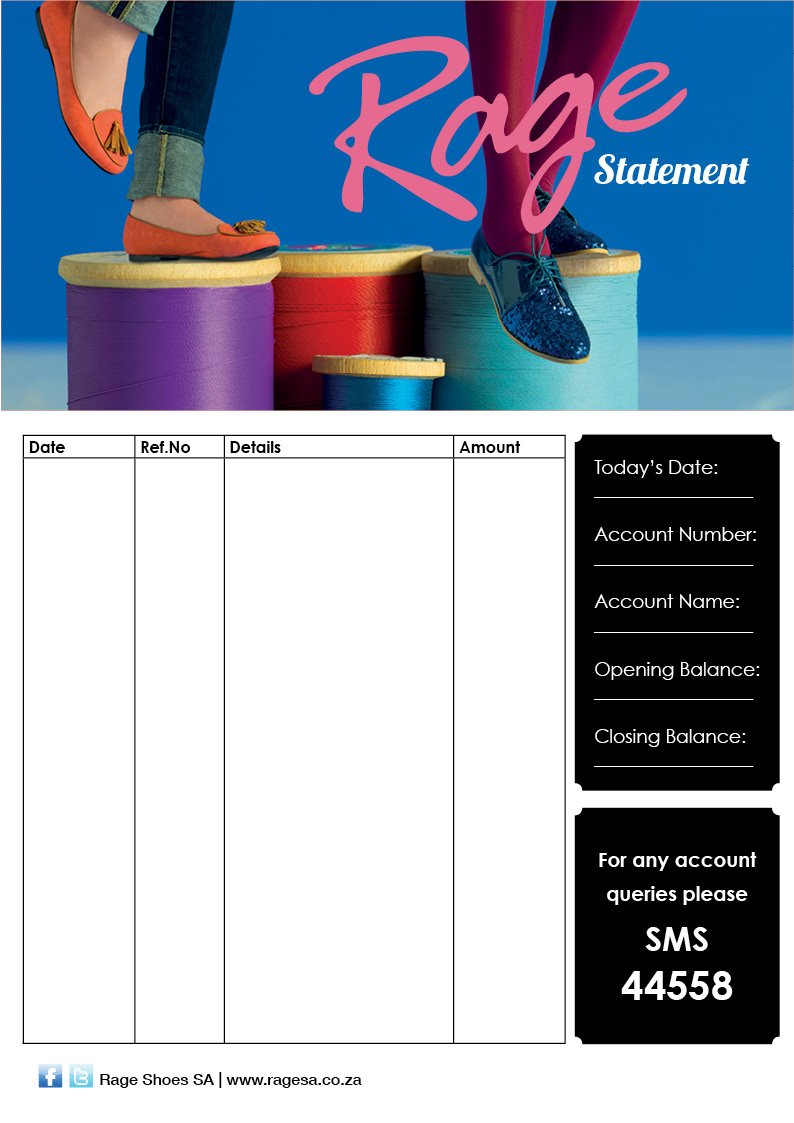 Rage
Statement
Date Ref.No Details Amount
Today's Date:
Account Number:
Account Name:
Opening Balance:
Closing Balance:
For any account
queries please
SMS
44558
Rage Shoes SA | www.ragesa.co.za